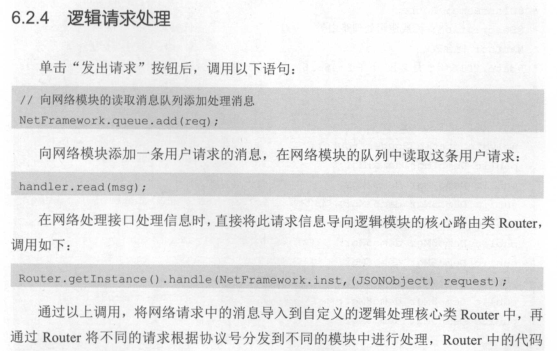 6.2.4 逻辑请求处理
单击“发出请求”按钮后，调用以下语句：
// 向网络模块的读取消息队列添加处理消息
NetFramework.queue.add(req);
向网络模块添加一条用户请求的消息，在网络模块的队列中读取这条用户请求：
handler.read(msg);
在网络处理接口处理信息时，直接将此请求信息导向逻辑模块的核心路由类 Router，
调用如下：
Router.getInstance().handle(NetFramework.inst,(JSONObject) request);
通过以上调用，将网络请求中的消息导入到自定义的逻辑处理核心类 Router 中，再
通过 Router 将不同的请求根据协议号分发到不同的模块中进行处理，Router 中的代码